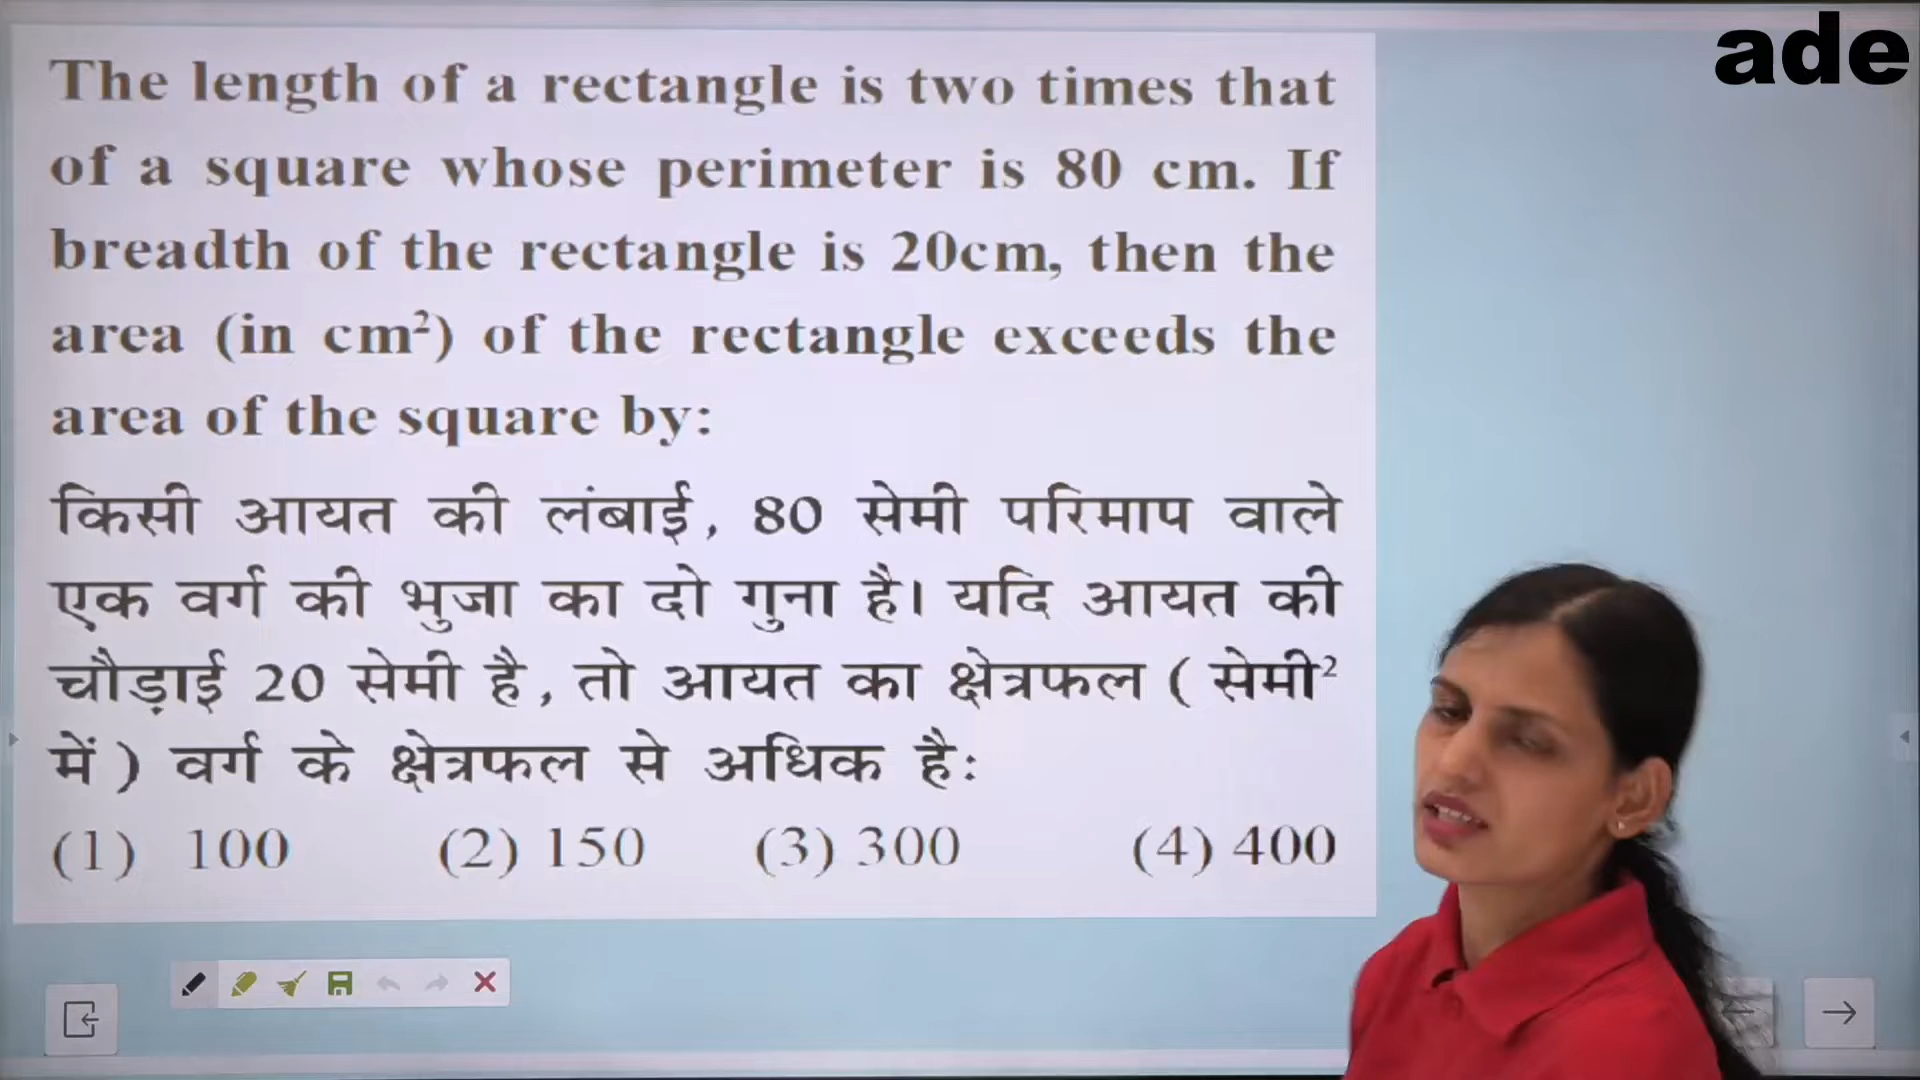 ade
The length of a rectangle is two times that
of a square whose perimeter is 80 cm. If
breadth of the rectangle is 20cm, then the
area (in cm²) of the rectangle exceeds the
area of the square by:
किसी आयत की लंबाई, 80 सेमी परिमाप वाले
एक वर्ग की भुजा का दो गुना है। यदि आयत की
चौड़ाई 20 सेमी है, तो आयत का क्षेत्रफल ( सेमी²
में ) वर्ग के क्षेत्रफल से अधिक है:
(1) 100 (2) 150 (3) 300 (4) 400